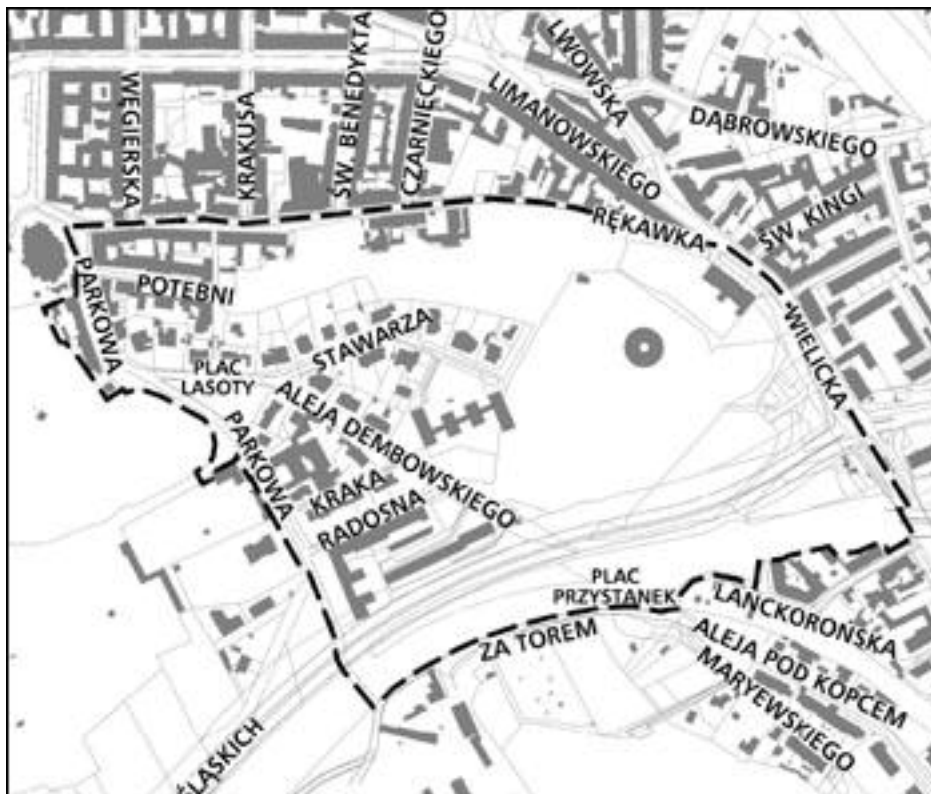 WĘGIERSKA
KRAKUSA
ŚW. BENEDYKTA
CZARNIECKIEGO
LIMANOWSKIEGO
LWOWSKA
DĄBROWSKIEGO
RĘKAWKA
ŚW. KINGI
WIELICKA
PARKOWA
POTEBNI
STAWARZA
PLAC
LASOTY
ALEJA DEMBOWSKIEGO
PARKOWA
KRAKA
RADOSNA
PLAC
PRZYSTANEK
ZA TOREM
LANCKOROŃSKA
ALEJA POD KOPCEM
MARYEWSKIEGO
ŚLĄSKICH